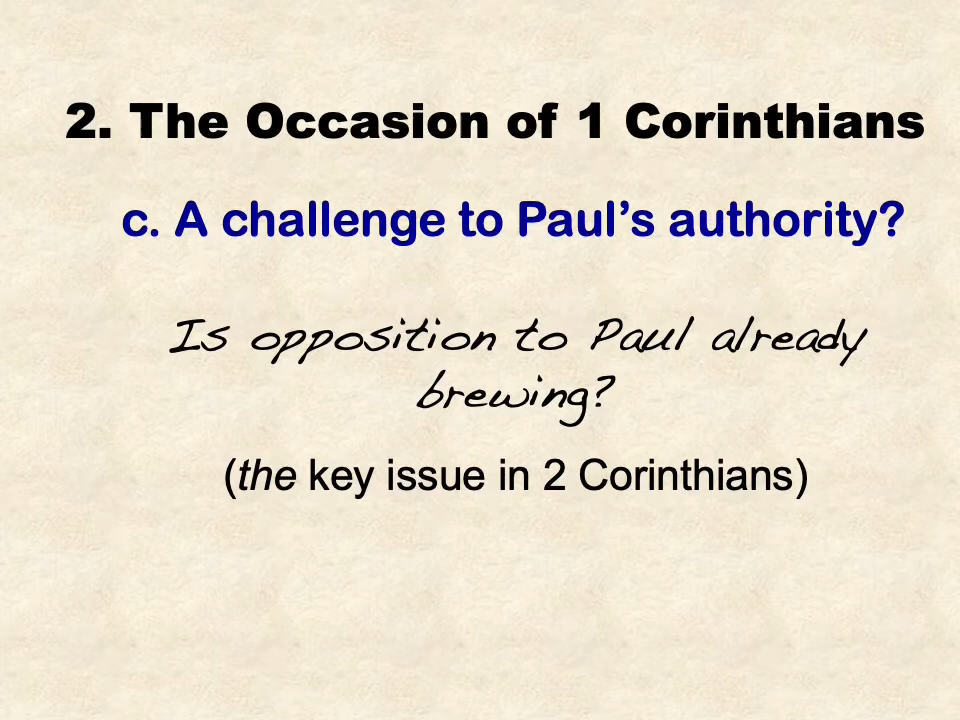 2. The Occasion of 1 Corinthians
c. A challenge to Paul’s authority?
Is opposition to Paul already
brewing?
(the key issue in 2 Corinthians)